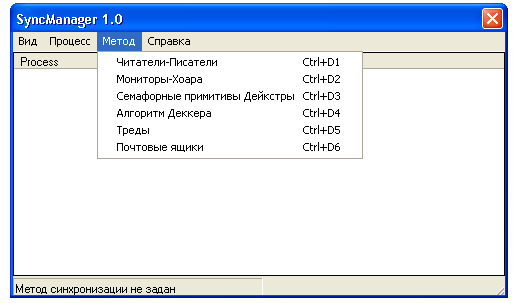 SyncManager 1.0
Вид Процесс Метод Справка
Process
Читатели-Писатели Ctrl+D1
Мониторы-Хоара Ctrl+D2
Семафорные примитивы Дейкстры Ctrl+D3
Алгоритм Деккера Ctrl+D4
Треды Ctrl+D5
Почтовые ящики Ctrl+D6
Метод синхронизации не задан